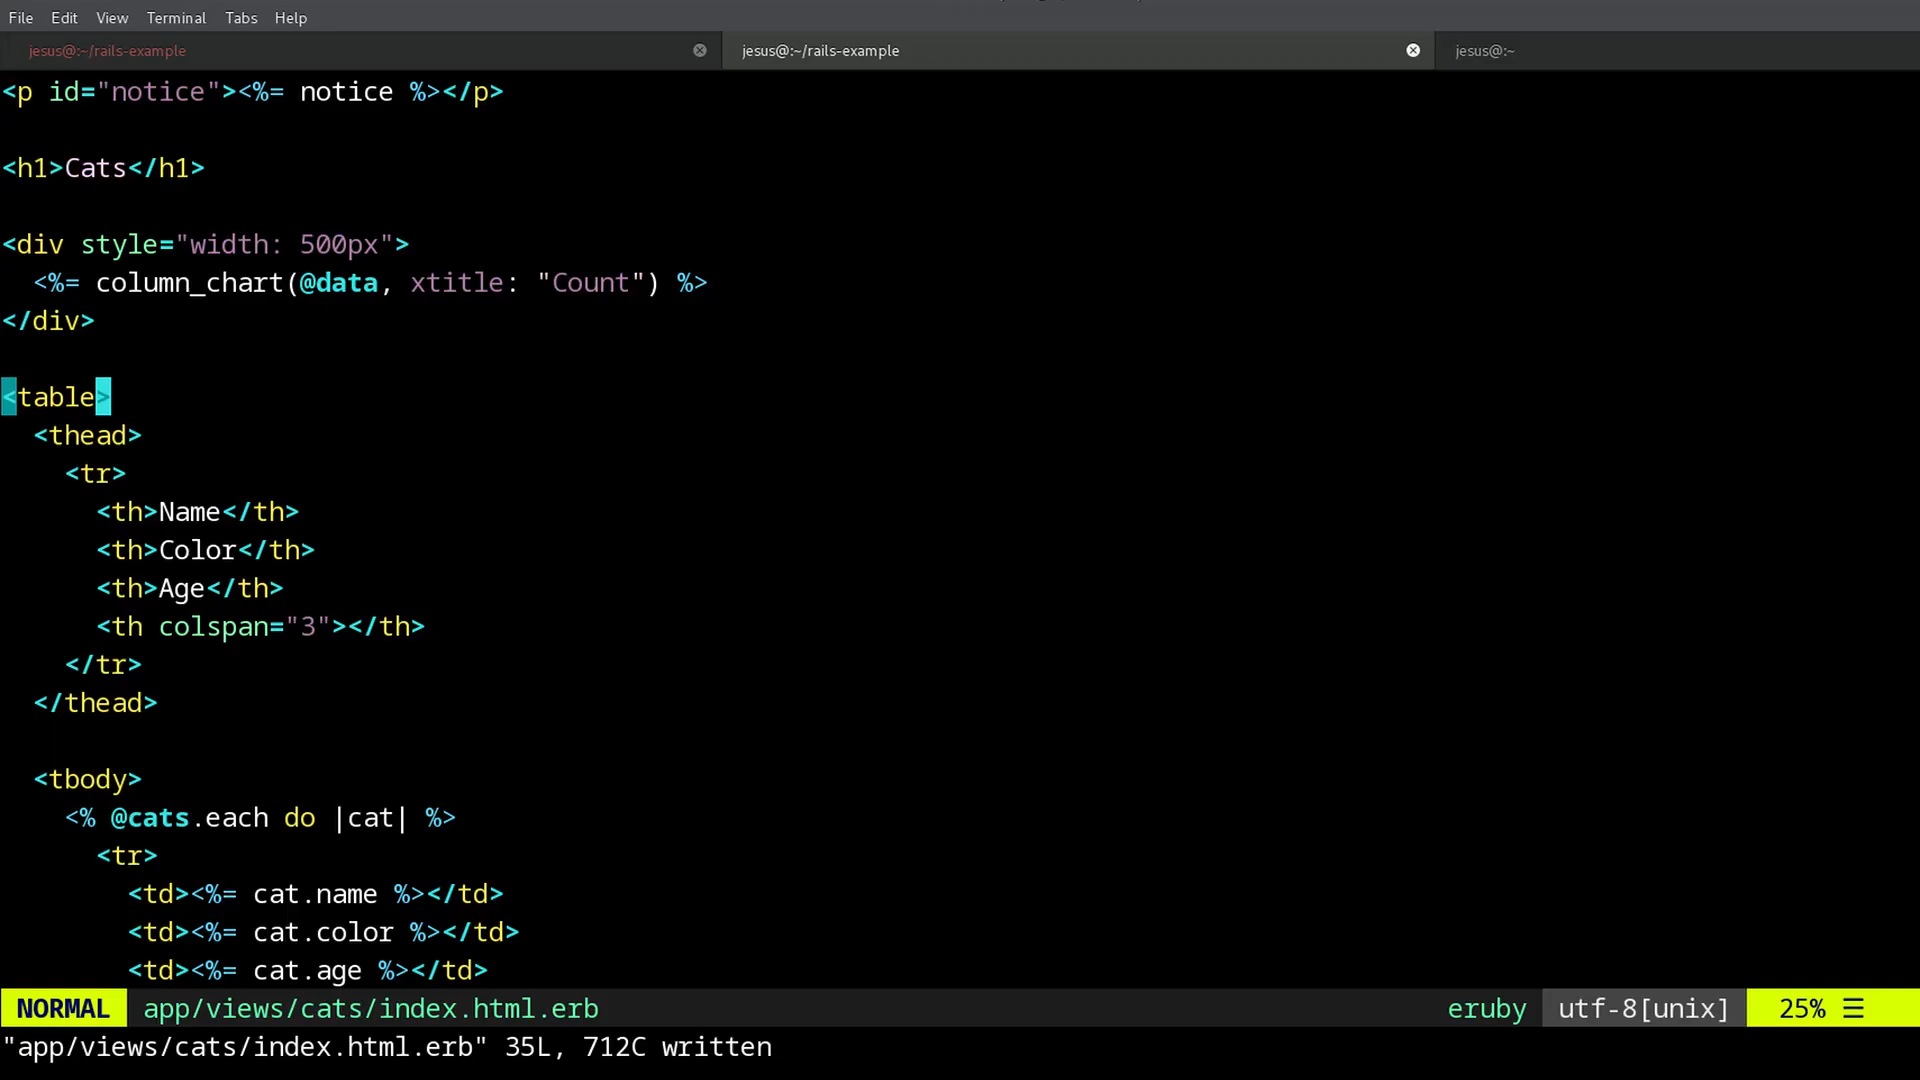 File Edit View Terminal Tabs Help
jesus@:~/rails-example jesus@:~/rails-example jesus@:~
<p id="notice"><%= notice %></p>
<h1>Cats</h1>
<div style="width: 500px">
  <%= column_chart(@data, xtitle: "Count") %>
</div>
<table>
  <thead>
    <tr>
      <th>Name</th>
      <th>Color</th>
      <th>Age</th>
      <th colspan="3"></th>
    </tr>
  </thead>
  <tbody>
    <% @cats.each do |cat| %>
      <tr>
        <td><%= cat.name %></td>
        <td><%= cat.color %></td>
        <td><%= cat.age %></td>
NORMAL app/views/cats/index.html.erb eruby utf-8[unix] 25% ☰
"app/views/cats/index.html.erb" 35L, 712C written